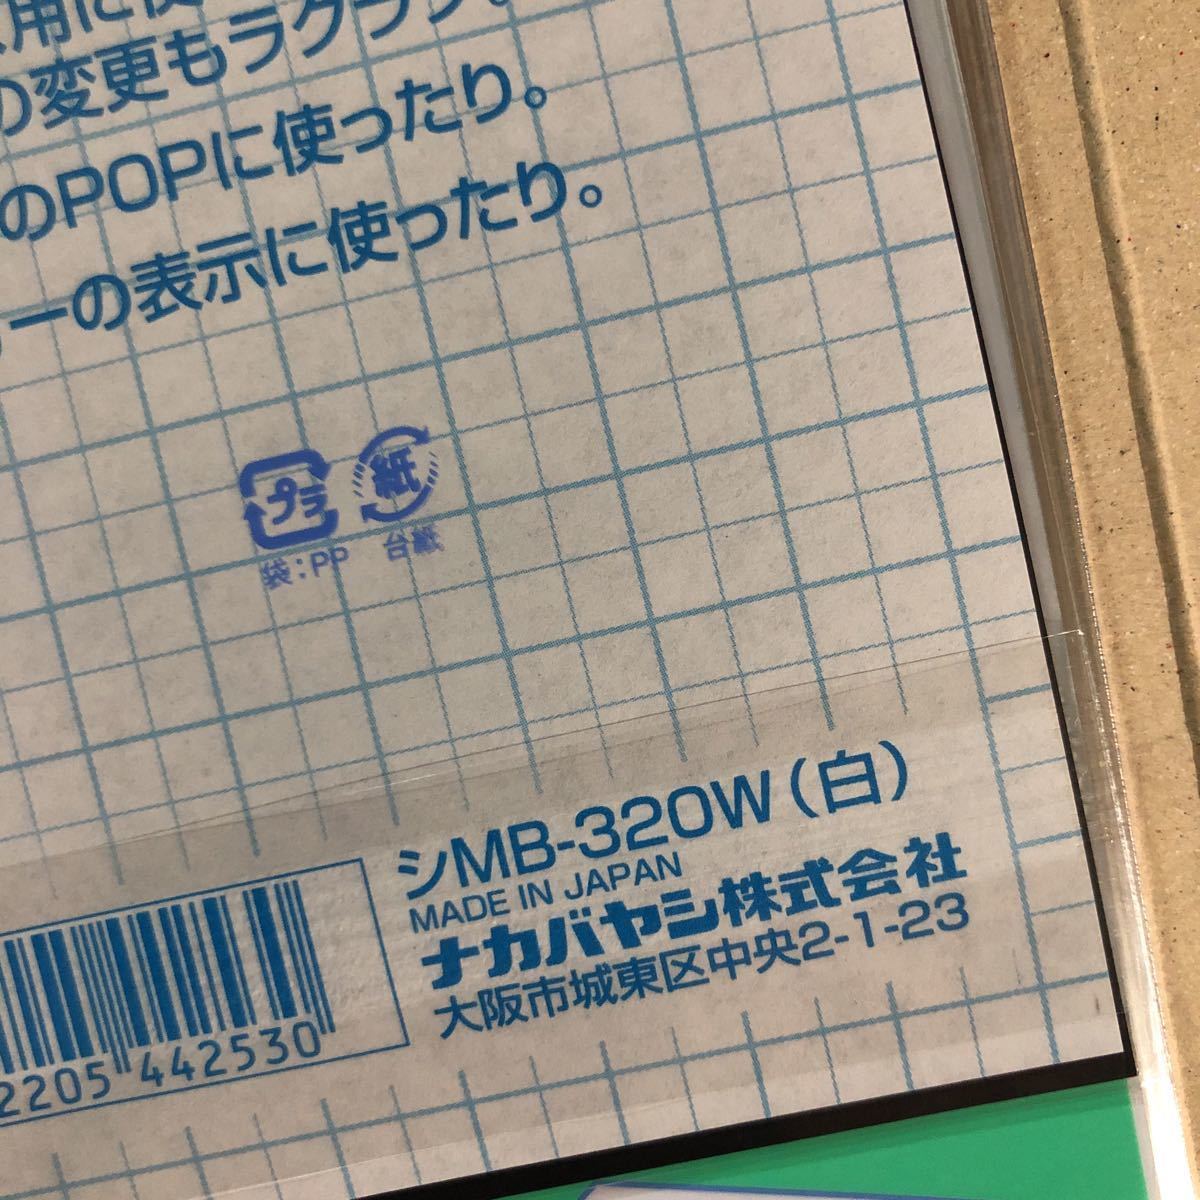 用に使
の変更もラクラク。
のPOPに使ったり。
ーの表示に使ったり。
プラ 紙
袋：PP 台紙
シMB-320W（白）
MADE IN JAPAN
ナカバヤシ株式会社
大阪市城東区中央2-1-23
2205 442530